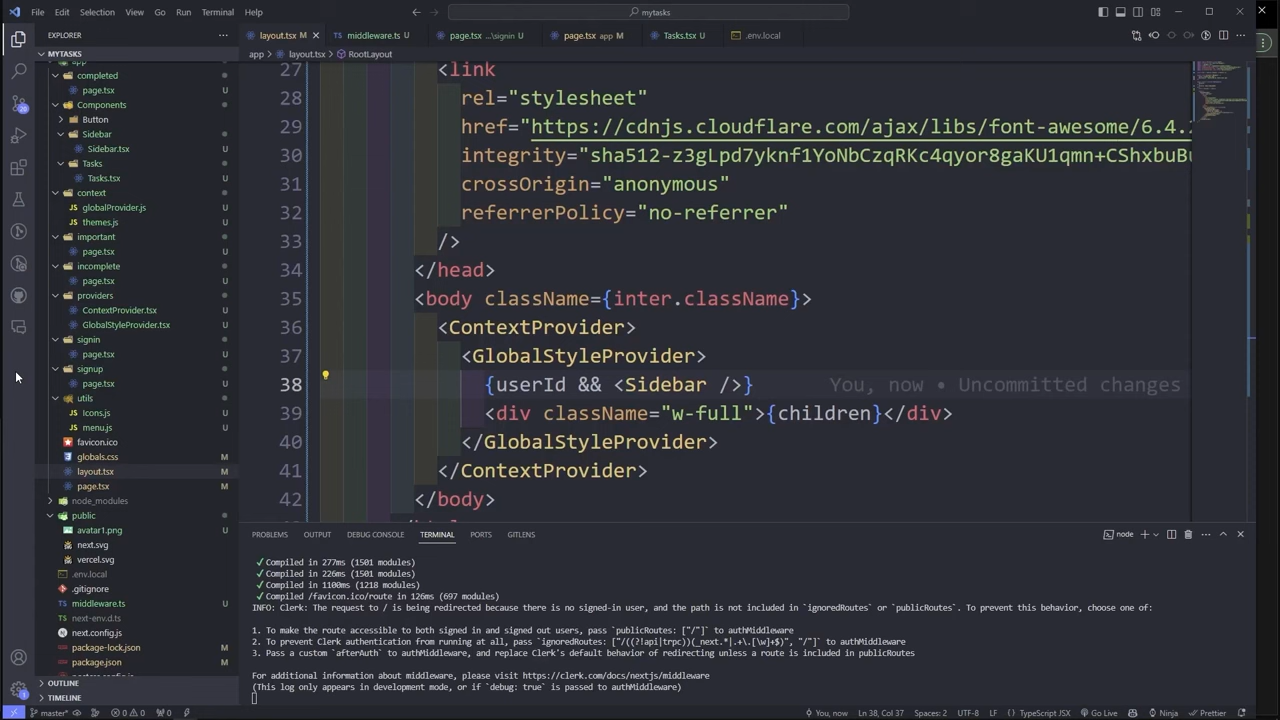 File Edit Selection View Go Run Terminal Help
mytasks
EXPLORER
MYTASKS
app
completed
page.tsx U
Components
Button
Sidebar
Sidebar.tsx U
Tasks
Tasks.tsx U
context
globalProvider.js U
themes.js U
important
page.tsx U
incomplete
page.tsx U
providers
ContextProvider.tsx U
GlobalStyleProvider.tsx U
signin
page.tsx U
signup
page.tsx U
utils
Icons.js U
menu.js U
favicon.ico
globals.css M
layout.tsx M
page.tsx M
node_modules
public
avatar1.png U
next.svg
vercel.svg
.env.local
.gitignore
middleware.ts U
next-env.d.ts
next.config.js
package-lock.json M
package.json M
OUTLINE
TIMELINE
layout.tsx M middleware.ts U page.tsx ...\signin U page.tsx app M Tasks.tsx U .env.local
app > layout.tsx > RootLayout
27 <link
28 rel="stylesheet"
29 href="https://cdnjs.cloudflare.com/ajax/libs/font-awesome/6.4.
30 integrity="sha512-z3gLpd7yknf1YoNbCzqRKc4qyor8gaKU1qmn+CShxbuB
31 crossOrigin="anonymous"
32 referrerPolicy="no-referrer"
33 />
34 </head>
35 <body className={inter.className}>
36 <ContextProvider>
37 <GlobalStyleProvider>
38 {userId && <Sidebar />} You, now • Uncommitted changes
39 <div className="w-full">{children}</div>
40 </GlobalStyleProvider>
41 </ContextProvider>
42 </body>
PROBLEMS OUTPUT DEBUG CONSOLE TERMINAL PORTS GITLENS
node
✓ Compiled in 277ms (1501 modules)
✓ Compiled in 226ms (1501 modules)
✓ Compiled in 1100ms (1218 modules)
✓ Compiled /favicon.ico/route in 126ms (697 modules)
INFO: Clerk: The request to / is being redirected because there is no signed-in user, and the path is not included in `ignoredRoutes` or `publicRoutes`. To prevent this behavior, choose one of:
1. To make the route accessible to both signed in and signed out users, pass `publicRoutes: ["/"]` to authMiddleware
2. To prevent Clerk authentication from running at all, pass `ignoredRoutes: ["/((?!api|trpc))(_next.*|.+\.[\w]+$)", "/"]` to authMiddleware
3. Pass a custom `afterAuth` to authMiddleware, and replace Clerk's default behavior of redirecting unless a route is included in publicRoutes
For additional information about middleware, please visit https://clerk.com/docs/nextjs/middleware
(This log only appears in development mode, or if `debug: true` is passed to authMiddleware)
master* 0 0 0 You, now Ln 38, Col 37 Spaces: 2 UTF-8 LF {} TypeScript JSX Go Live Ninja Prettier